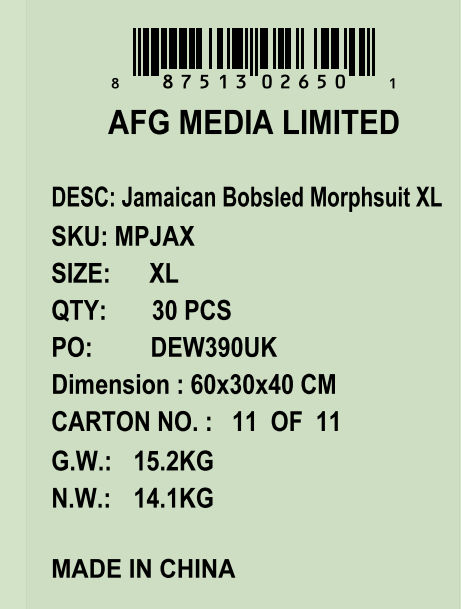 8 87513 02650 1
AFG MEDIA LIMITED
DESC: Jamaican Bobsled Morphsuit XL
SKU: MPJAX
SIZE: XL
QTY: 30 PCS
PO: DEW390UK
Dimension : 60x30x40 CM
CARTON NO. : 11 OF 11
G.W.: 15.2KG
N.W.: 14.1KG
MADE IN CHINA